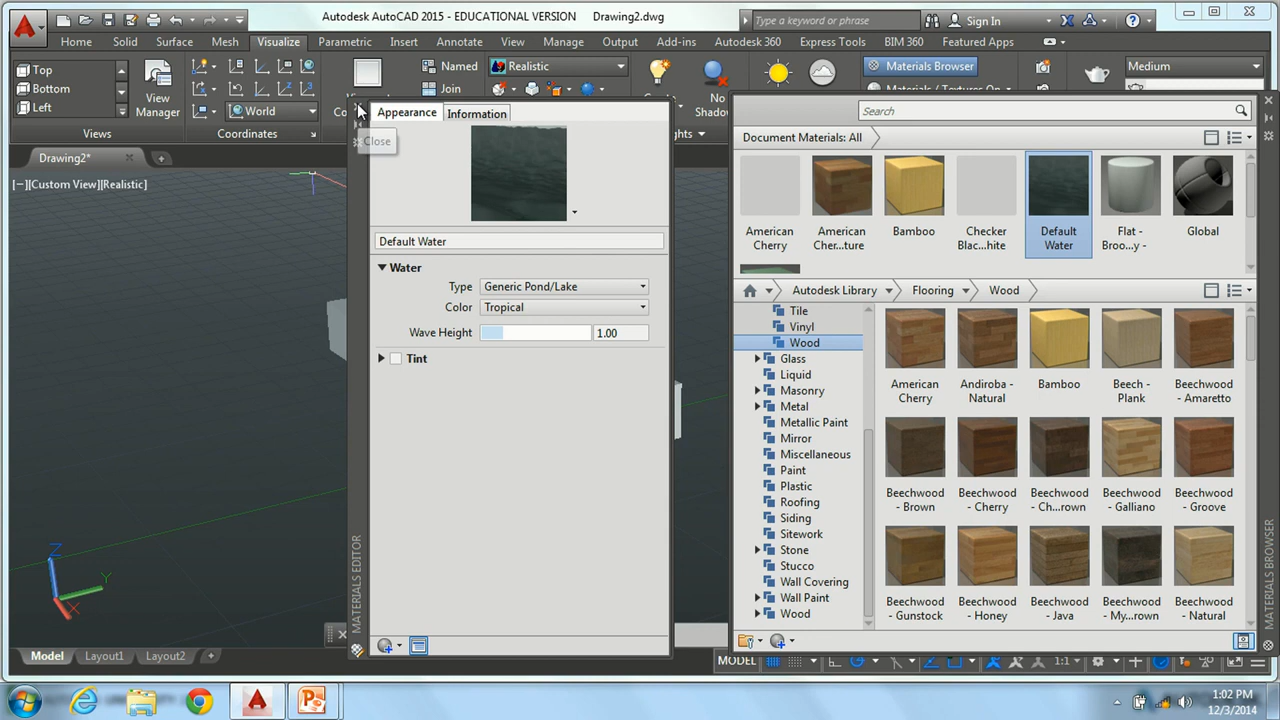 Autodesk AutoCAD 2015 - EDUCATIONAL VERSION Drawing2.dwg
Type a keyword or phrase
Sign In
Home Solid Surface Mesh Visualize Parametric Insert Annotate View Manage Output Add-ins Autodesk 360 Express Tools BIM 360 Featured Apps
Top
Bottom
Left
View
Manager
World
Named
Join
Realistic
No
Materials Browser
Materials / Textures On
Medium
Views
Coordinates
Drawing2*
[−][Custom View][Realistic]
Close
Appearance
Information
Default Water
Water
Type Generic Pond/Lake
Color Tropical
Wave Height 1.00
Tint
MATERIALS EDITOR
Search
Document Materials: All
American
Cherry
American
Cher...ture
Bamboo
Checker
Blac...hite
Default
Water
Flat -
Broo...y -
Global
Autodesk Library
Flooring
Wood
Tile
Vinyl
Wood
Glass
Liquid
Masonry
Metal
Metallic Paint
Mirror
Miscellaneous
Paint
Plastic
Roofing
Siding
Sitework
Stone
Stucco
Wall Covering
Wall Paint
Wood
American
Cherry
Andiroba -
Natural
Bamboo
Beech -
Plank
Beechwood
- Amaretto
Beechwood
- Brown
Beechwood
- Cherry
Beechwood
- Ch...rown
Beechwood
- Galliano
Beechwood
- Groove
Beechwood
- Gunstock
Beechwood
- Honey
Beechwood
- Java
Beechwood
- My...rown
Beechwood
- Natural
MATERIALS BROWSER
Z
Y
X
Model Layout1 Layout2
MODEL
1:1
1:02 PM
12/3/2014